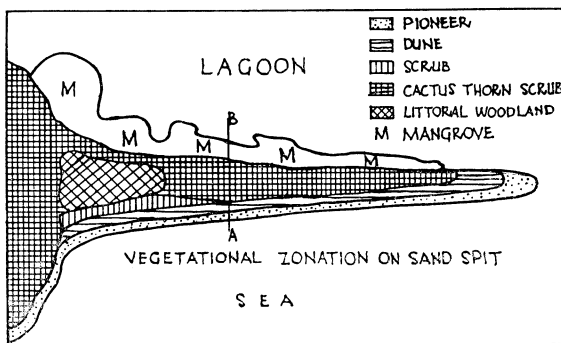 PIONEER
DUNE
SCRUB
CACTUS THORN SCRUB
LITTORAL WOODLAND
M MANGROVE
LAGOON
M
B
M
M
M
M
A
VEGETATIONAL ZONATION ON SAND SPIT
SEA